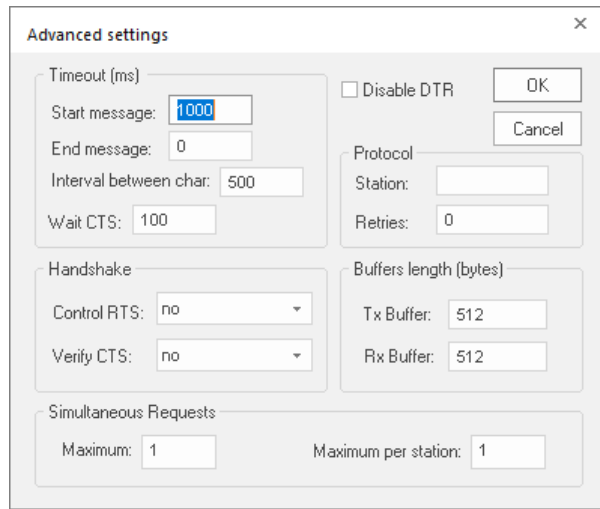 Advanced settings
Timeout (ms)
Start message: 1000
End message: 0
Interval between char: 500
Wait CTS: 100
Disable DTR
OK
Cancel
Protocol
Station:
Retries: 0
Handshake
Control RTS: no
Verify CTS: no
Buffers length (bytes)
Tx Buffer: 512
Rx Buffer: 512
Simultaneous Requests
Maximum: 1
Maximum per station: 1